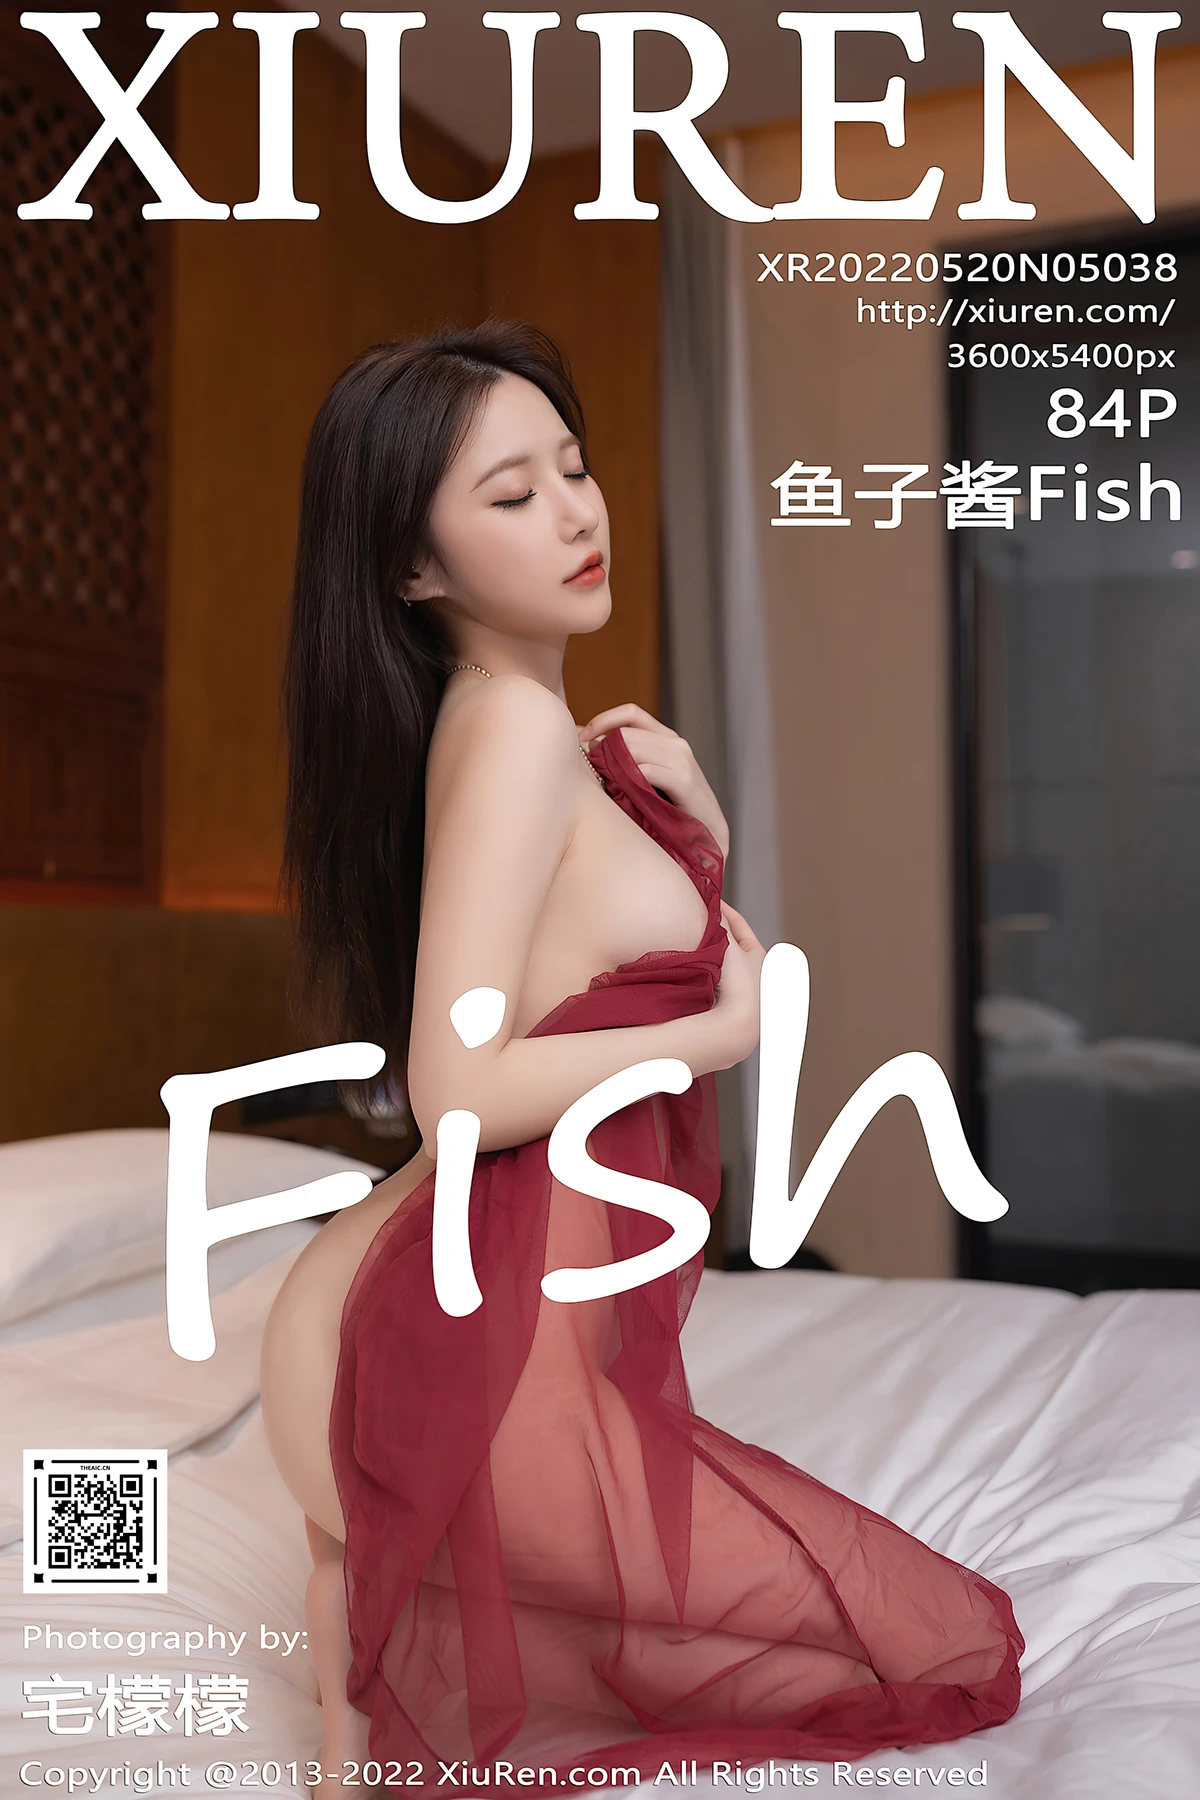 XIUREN
XR20220520N05038
http://xiuren.com/
3600x5400px
84P
鱼子酱Fish
Fish
THEAIC.CN
Photography by:
宅檬檬
Copyright @2013-2022 XiuRen.com All Rights Reserved